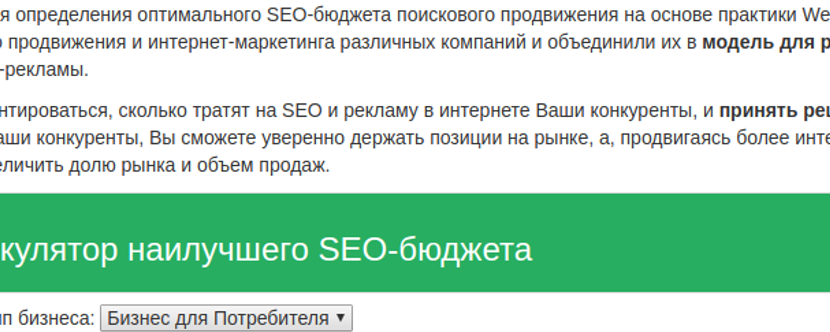 я определения оптимального SEO-бюджета поискового продвижения на основе практики We
продвижения и интернет-маркетинга различных компаний и объединили их в модель для
-рекламы.
нтироваться, сколько тратят на SEO и рекламу в интернете Ваши конкуренты, и принять
аши конкуренты, Вы сможете уверенно держать позиции на рынке, а, продвигаясь более инте
еличить долю рынка и объем продаж.
кулятор наилучшего SEO-бюджета
ип бизнеса: Бизнес для Потребителя ▼